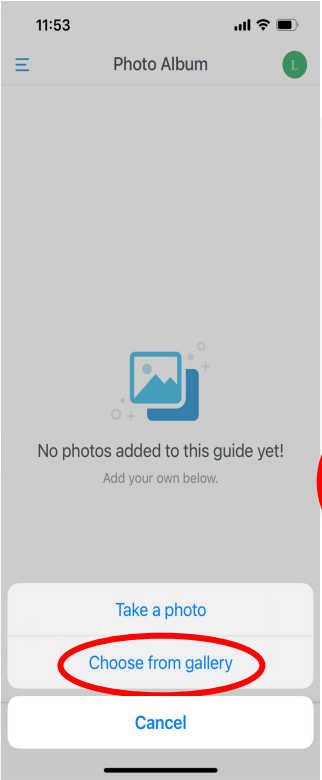 11:53
Photo Album
L
No photos added to this guide yet!
Add your own below.
Take a photo
Choose from gallery
Cancel